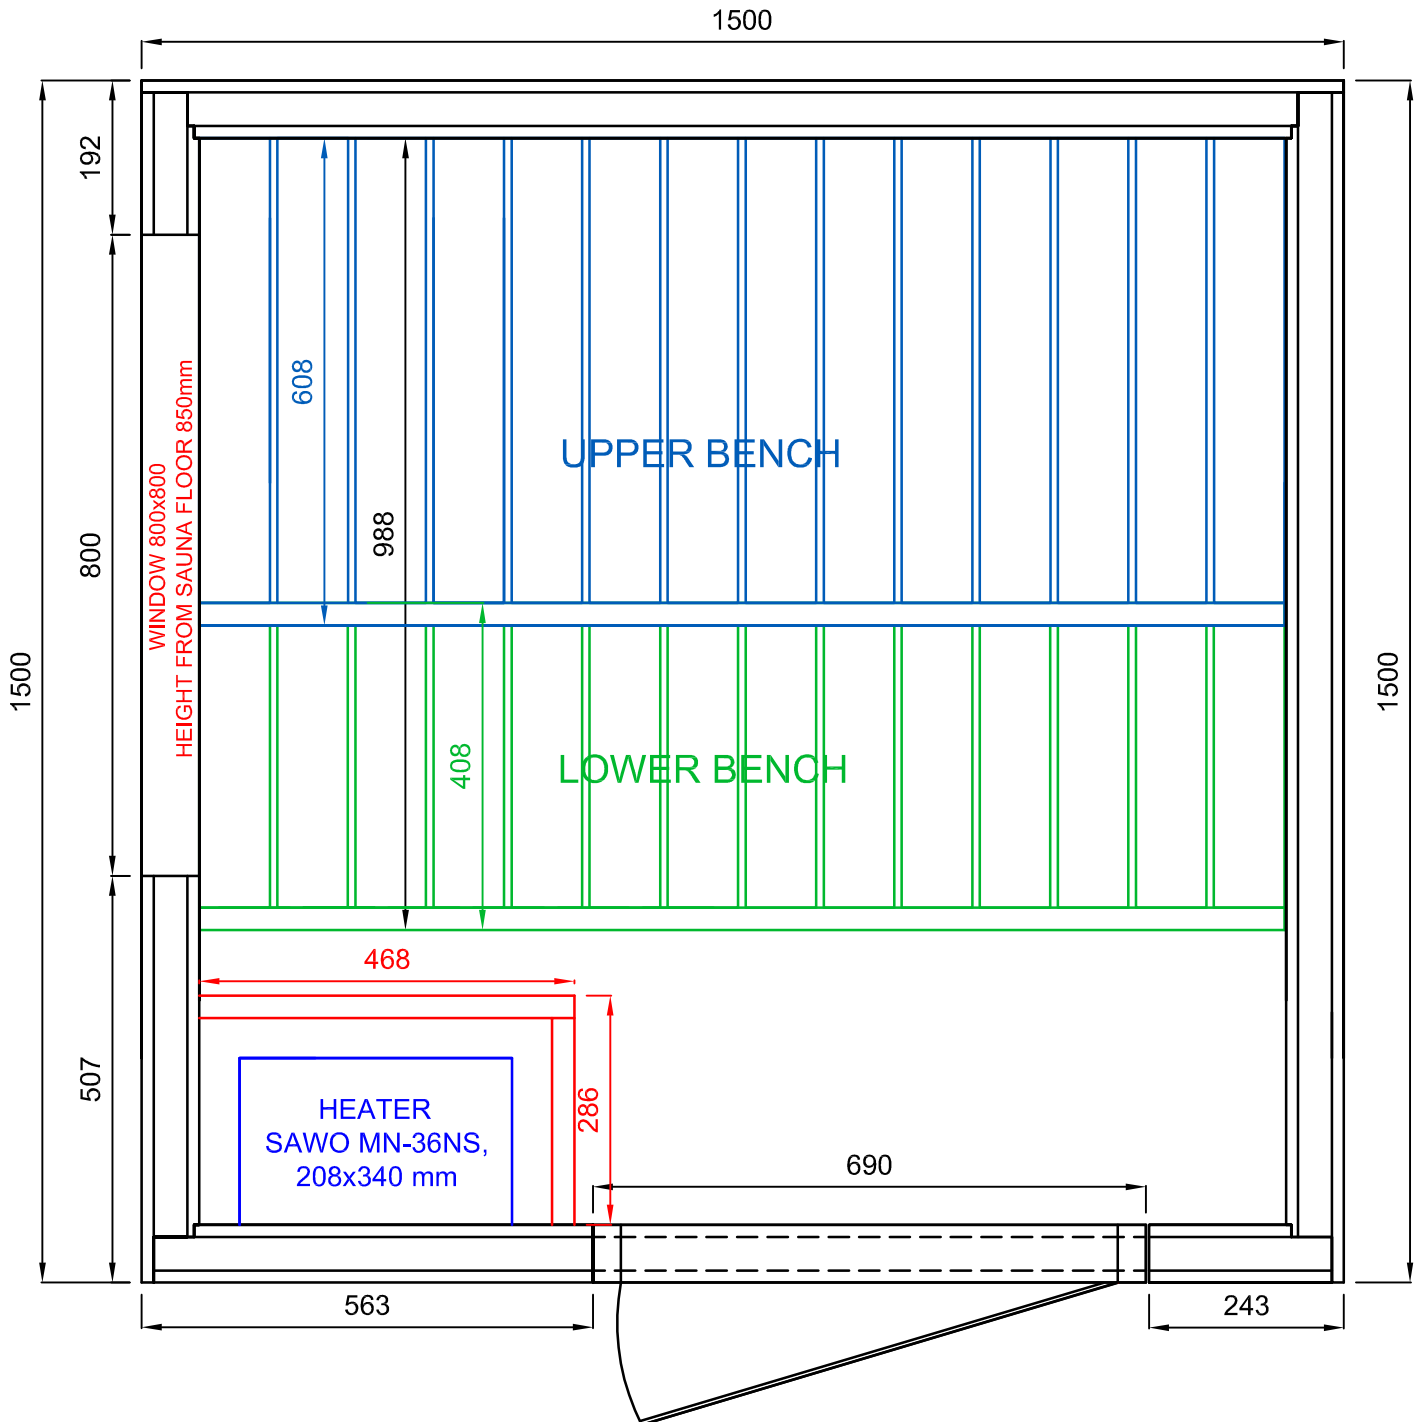 1500
192
608
UPPER BENCH
988
800
WINDOW 800x800
HEIGHT FROM SAUNA FLOOR 850mm
1500
1500
408
LOWER BENCH
468
507
286
HEATER
SAWO MN-36NS,
208x340 mm
690
563
243